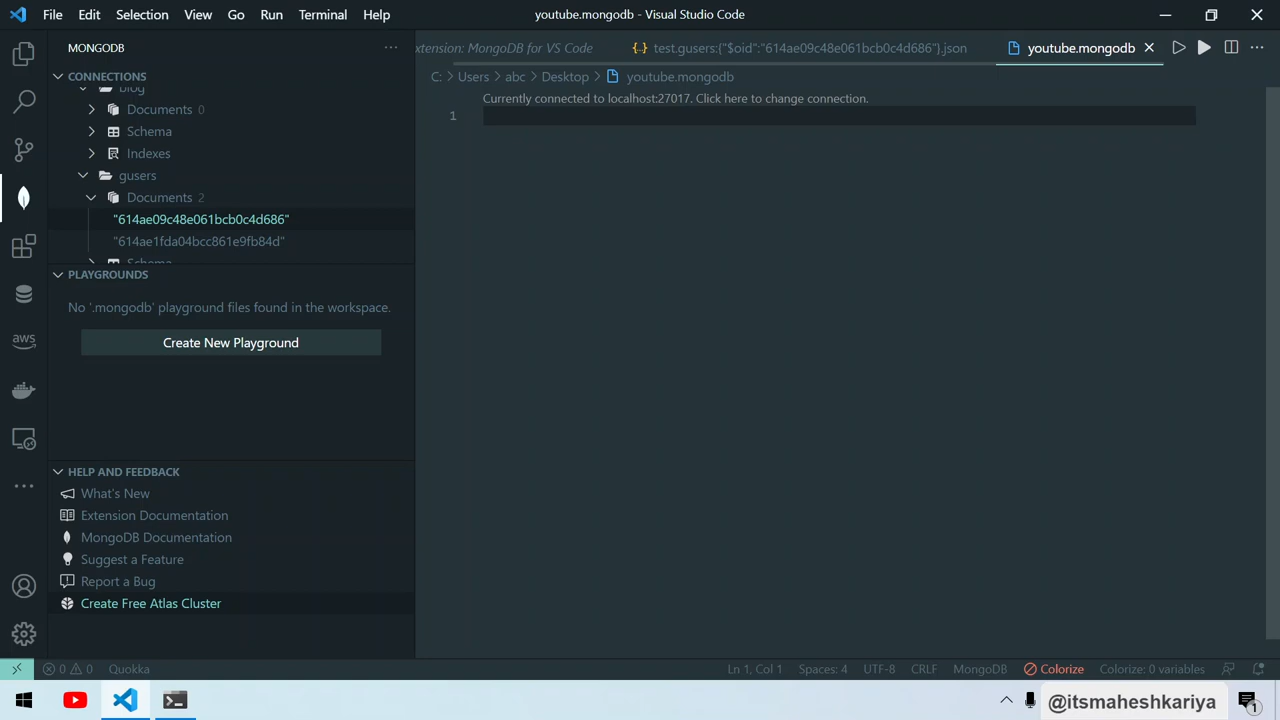 File Edit Selection View Go Run Terminal Help
youtube.mongodb - Visual Studio Code
MONGODB
CONNECTIONS
blog
Documents 0
Schema
Indexes
gusers
Documents 2
"614ae09c48e061bcb0c4d686"
"614ae1fda04bcc861e9fb84d"
Schema
PLAYGROUNDS
No '.mongodb' playground files found in the workspace.
Create New Playground
HELP AND FEEDBACK
What's New
Extension Documentation
MongoDB Documentation
Suggest a Feature
Report a Bug
Create Free Atlas Cluster
aws
xtension: MongoDB for VS Code
{..} test.gusers:{"$oid":"614ae09c48e061bcb0c4d686"}.json
youtube.mongodb
C: > Users > abc > Desktop > youtube.mongodb
Currently connected to localhost:27017. Click here to change connection.
1
0 0 Quokka
Ln 1, Col 1 Spaces: 4 UTF-8 CRLF MongoDB Colorize Colorize: 0 variables
@itsmaheshkariya
1